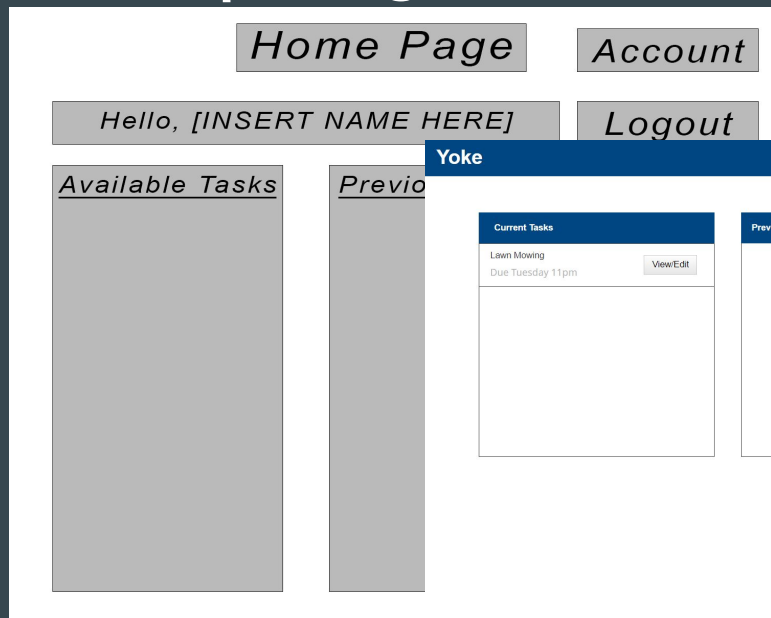 Home Page
Account
Hello, [INSERT NAME HERE]
Logout
Available Tasks
Yoke
Current Tasks
Lawn Mowing
Due Tuesday 11pm
View/Edit